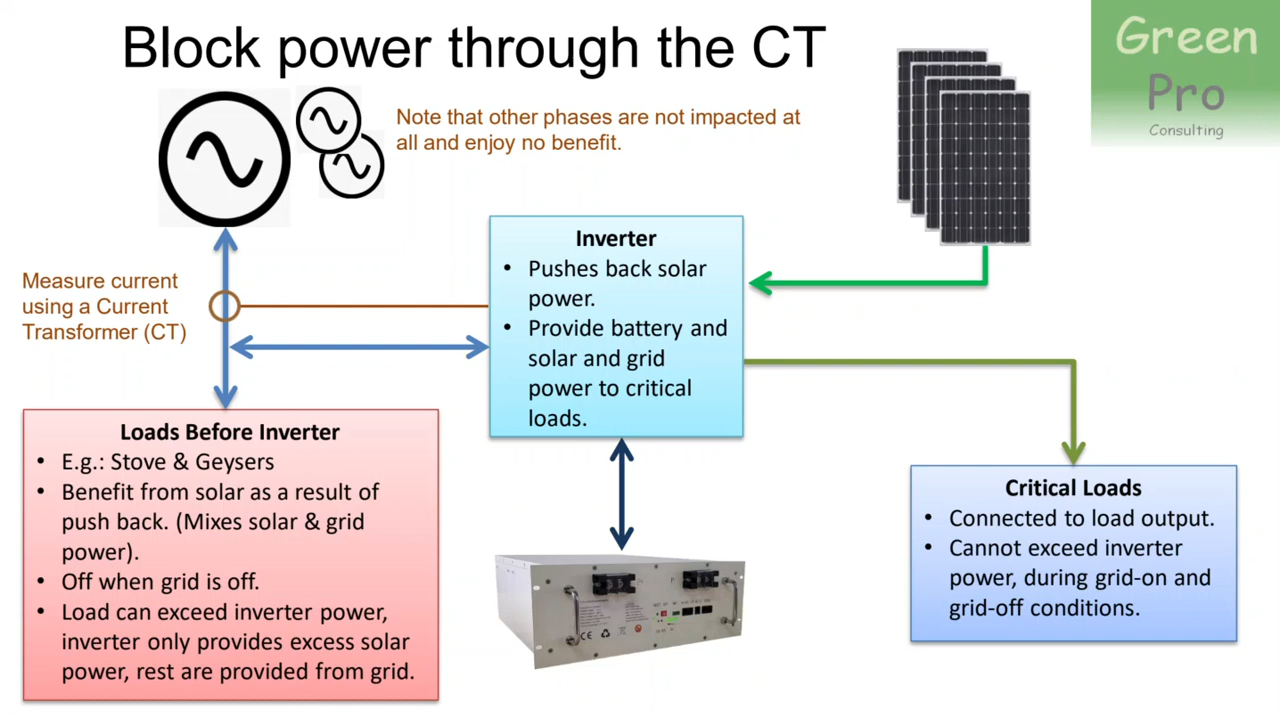 Block power through the CT
Green
Pro
Consulting
Note that other phases are not impacted at
all and enjoy no benefit.
Measure current
using a Current
Transformer (CT)
Inverter
• Pushes back solar
power.
• Provide battery and
solar and grid
power to critical
loads.
Loads Before Inverter
• E.g.: Stove & Geysers
• Benefit from solar as a result of
push back. (Mixes solar & grid
power).
• Off when grid is off.
• Load can exceed inverter power,
inverter only provides excess solar
power, rest are provided from grid.
Critical Loads
• Connected to load output.
• Cannot exceed inverter
power, during grid-on and
grid-off conditions.
CE